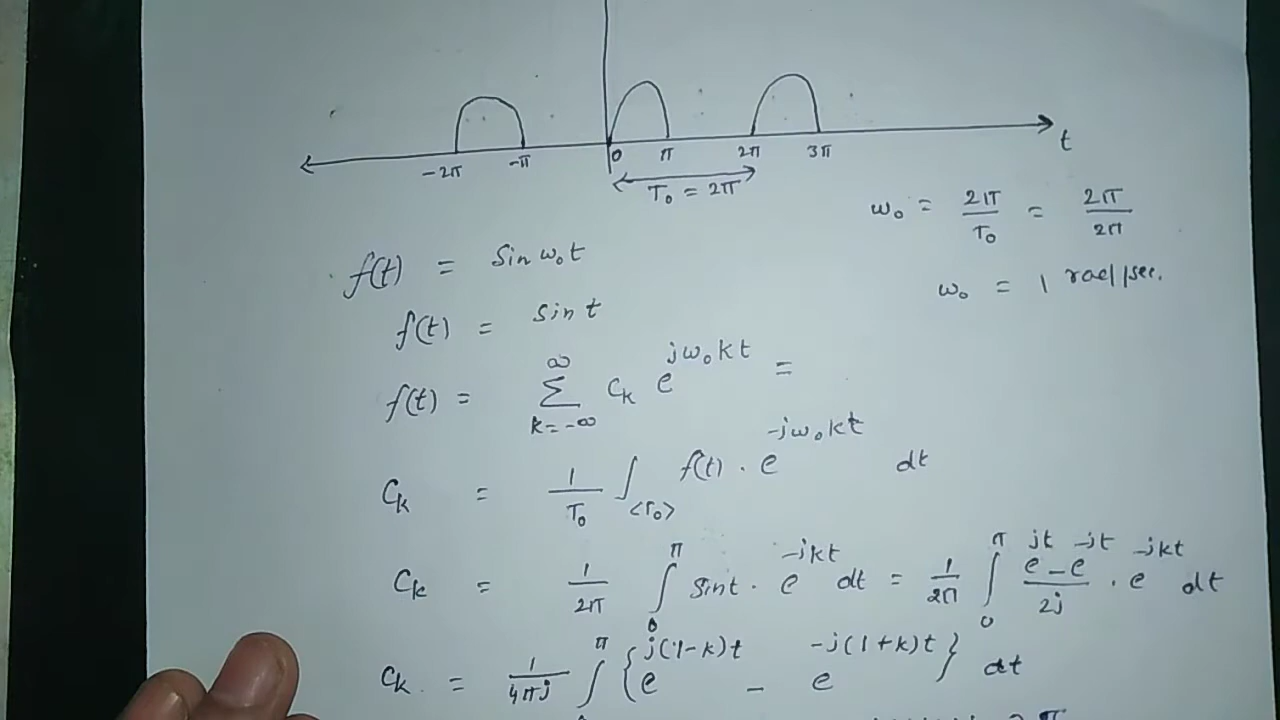 -2π -π 0 π 2π 3π t
T₀ = 2π
ω₀ = 2π/T₀ = 2π/2π
f(t) = Sin ω₀t
ω₀ = 1 rad/sec.
f(t) = sin t
f(t) = ∑_{k=-∞}^{∞} C_k e^{jω₀kt} =
C_k = 1/T₀ ∫_{<T₀>} f(t) · e^{-jω₀kt} dt
C_k = 1/2π ∫_0^π sint · e^{-jkt} dt = 1/2π ∫_0^π (e^{jt} - e^{-jt})/2j · e^{-jkt} dt
C_k = 1/4πj ∫^π {e^{j(1-k)t} - e^{-j(1+k)t}} dt